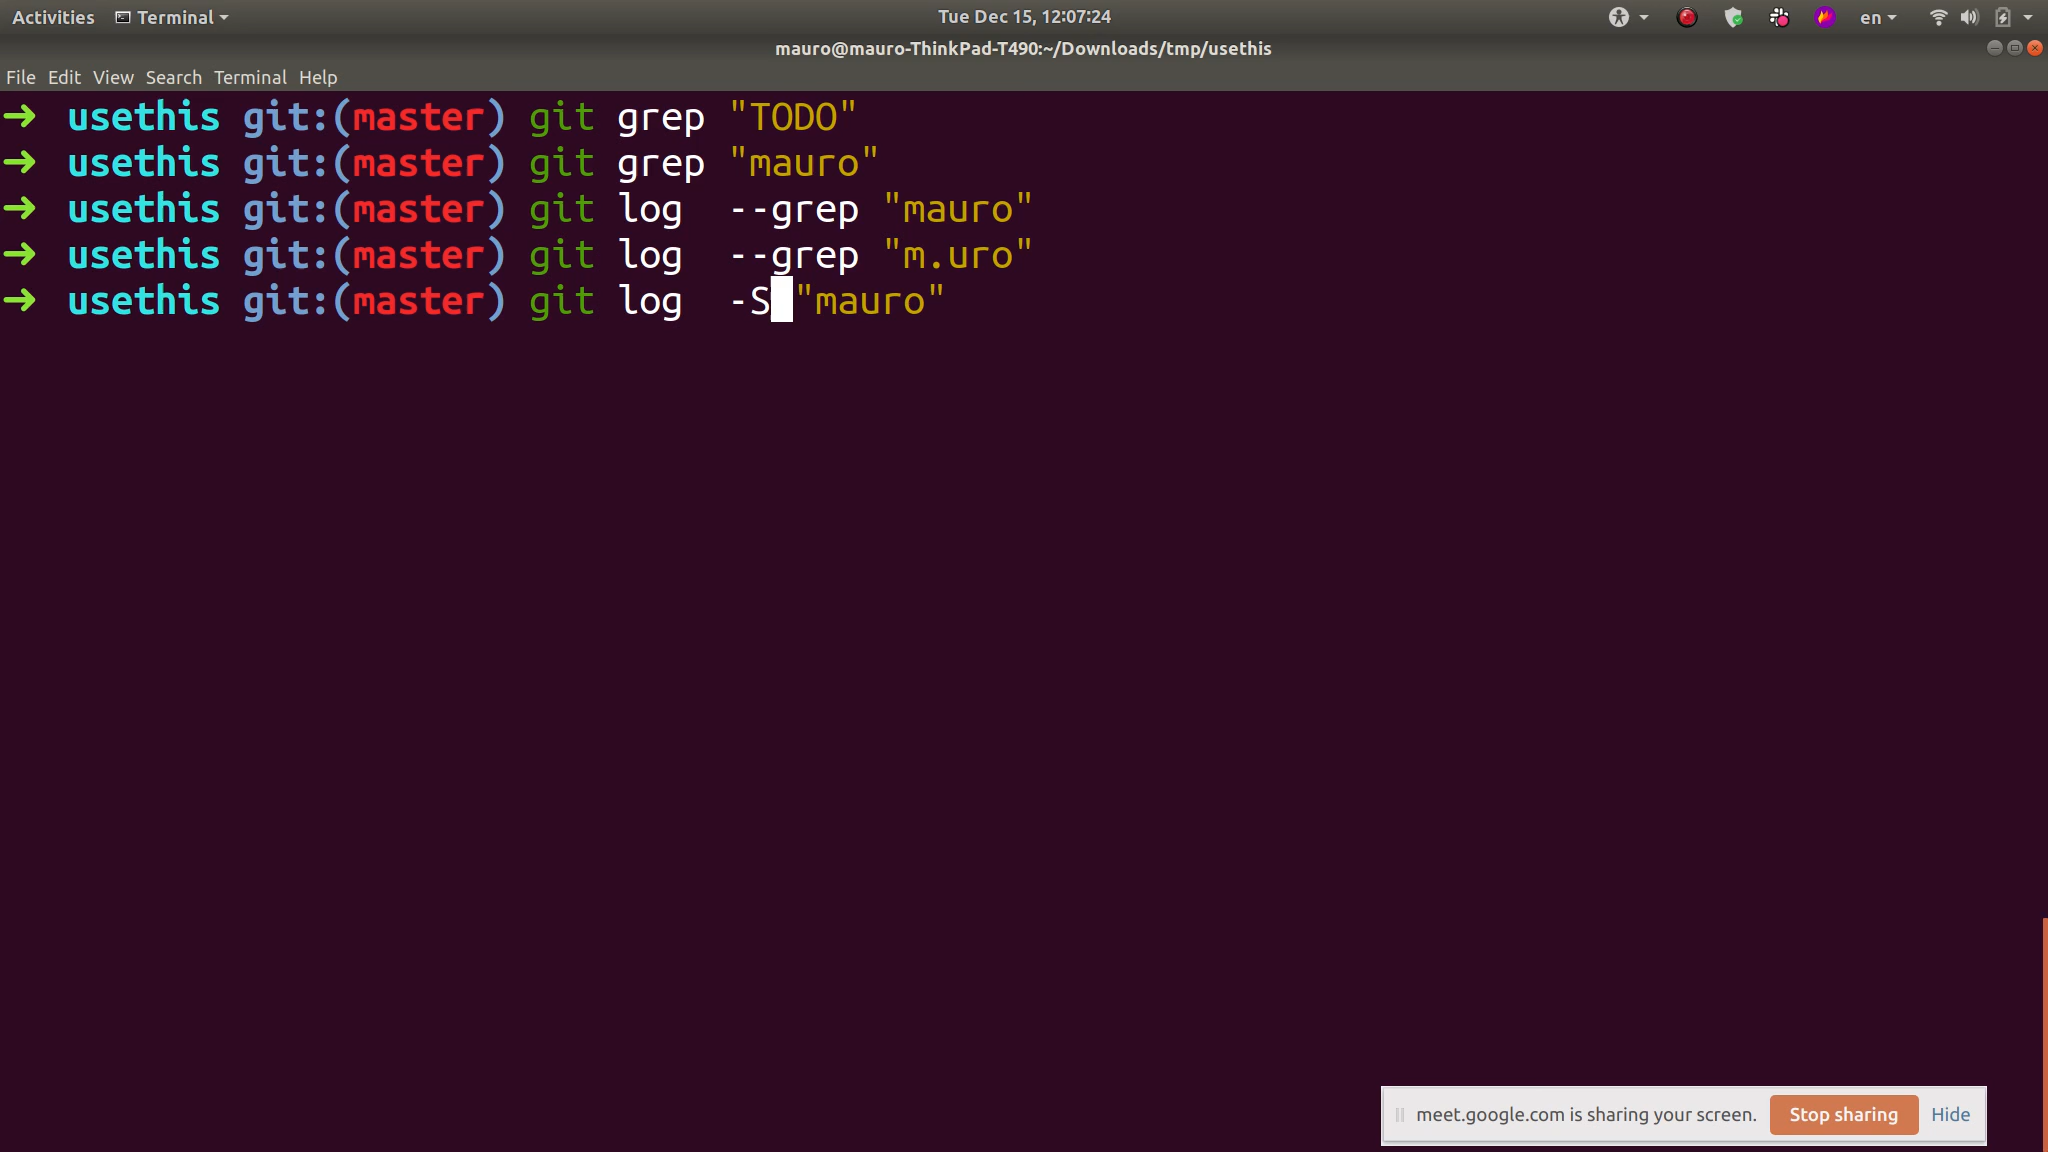 Activities Terminal Tue Dec 15, 12:07:24 en
mauro@mauro-ThinkPad-T490:~/Downloads/tmp/usethis
File Edit View Search Terminal Help
➜ usethis git:(master) git grep "TODO"
➜ usethis git:(master) git grep "mauro"
➜ usethis git:(master) git log --grep "mauro"
➜ usethis git:(master) git log --grep "m.uro"
➜ usethis git:(master) git log -S "mauro"
meet.google.com is sharing your screen. Stop sharing Hide